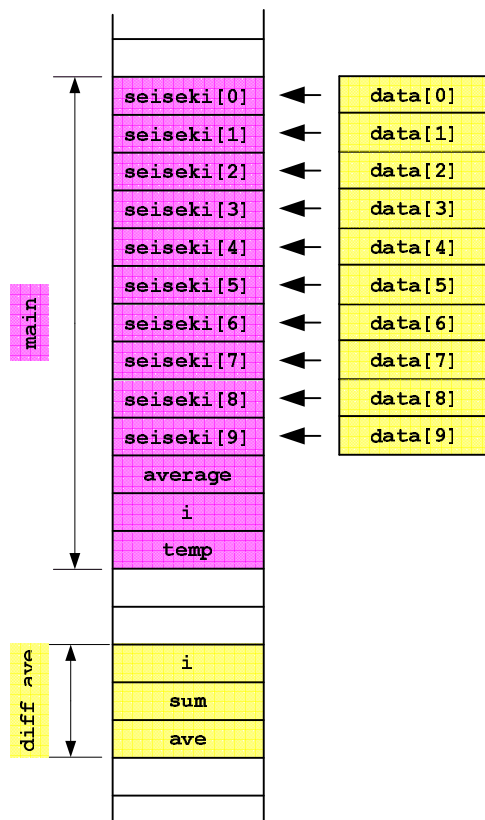 seiseki[0] data[0]
seiseki[1] data[1]
seiseki[2] data[2]
seiseki[3] data[3]
seiseki[4] data[4]
seiseki[5] data[5]
seiseki[6] data[6]
seiseki[7] data[7]
seiseki[8] data[8]
seiseki[9] data[9]
main
average
i
temp
diff ave
i
sum
ave